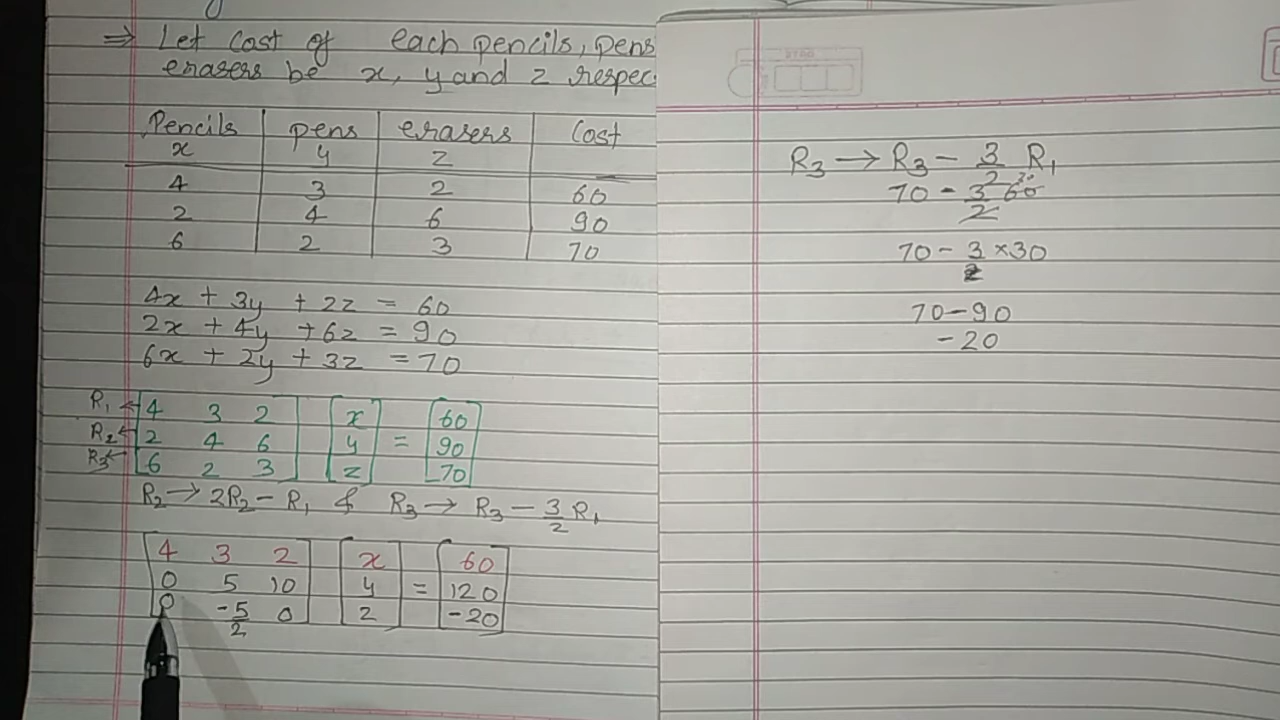 ⇒ Let cost of each pencils, pens
erasers be x, y and z respec
Pencils pens erasers Cost
x y z
4 3 2 60
2 4 6 90
6 2 3 70
4x + 3y + 2z = 60
2x + 4y + 6z = 90
6x + 2y + 3z = 70
R₁ ← [4 3 2] [x] = [60]
R₂ ← [2 4 6] [y] = [90]
R₃ ← [6 2 3] [z] = [70]
R₂ → 2R₂ - R₁ & R₃ → R₃ - 3/2 R₁
[4 3 2] [x] = [60]
[0 5 10] [y] = [120]
[0 -5/2 0] [z] = [-20]
R₃ → R₃ - 3/2 R₁
70 - 3/2 60 30
70 - 3/2 × 30
70 - 90
- 20